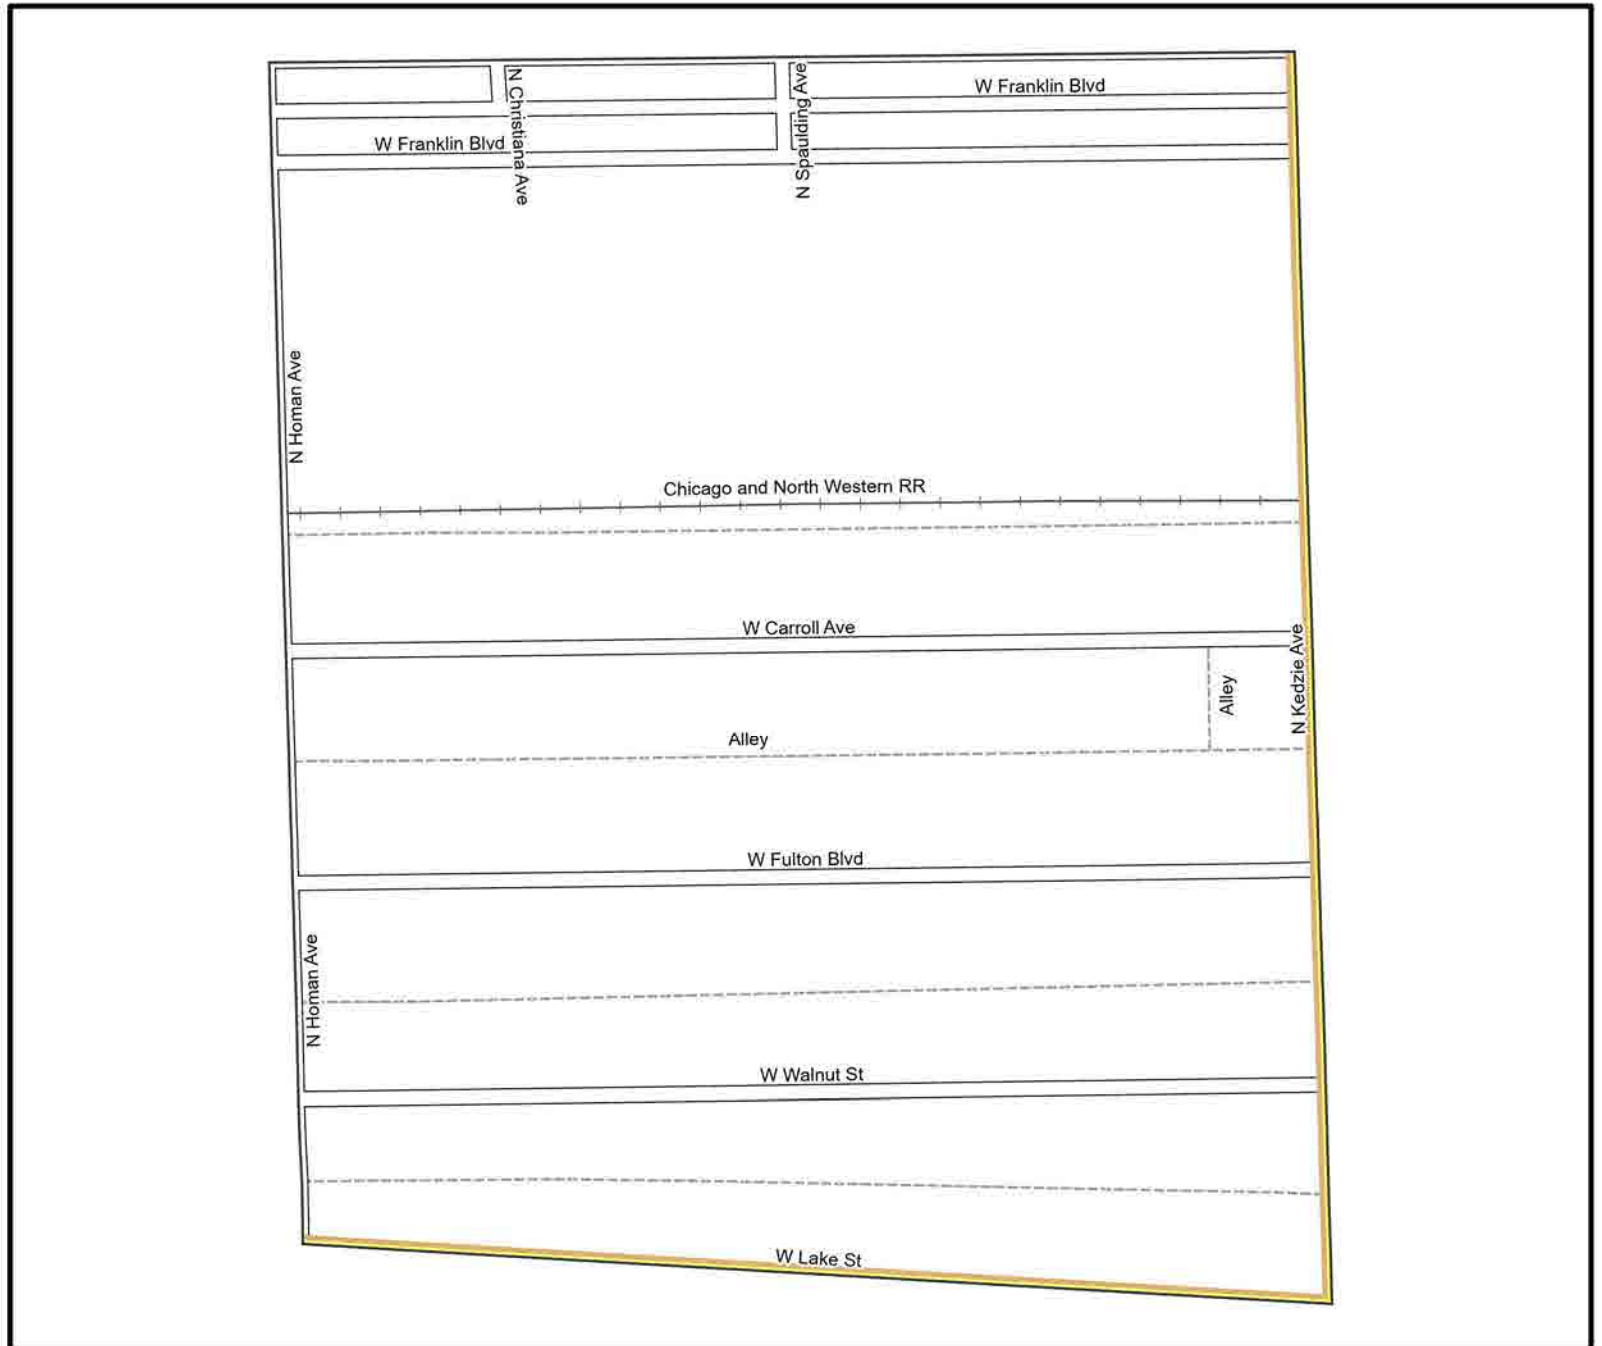 W Franklin Blvd
N Christiana Ave
N Spaulding Ave
W Franklin Blvd
N Homan Ave
Chicago and North Western RR
W Carroll Ave
N Kedzie Ave
Alley
Alley
W Fulton Blvd
N Homan Ave
W Walnut St
W Lake St